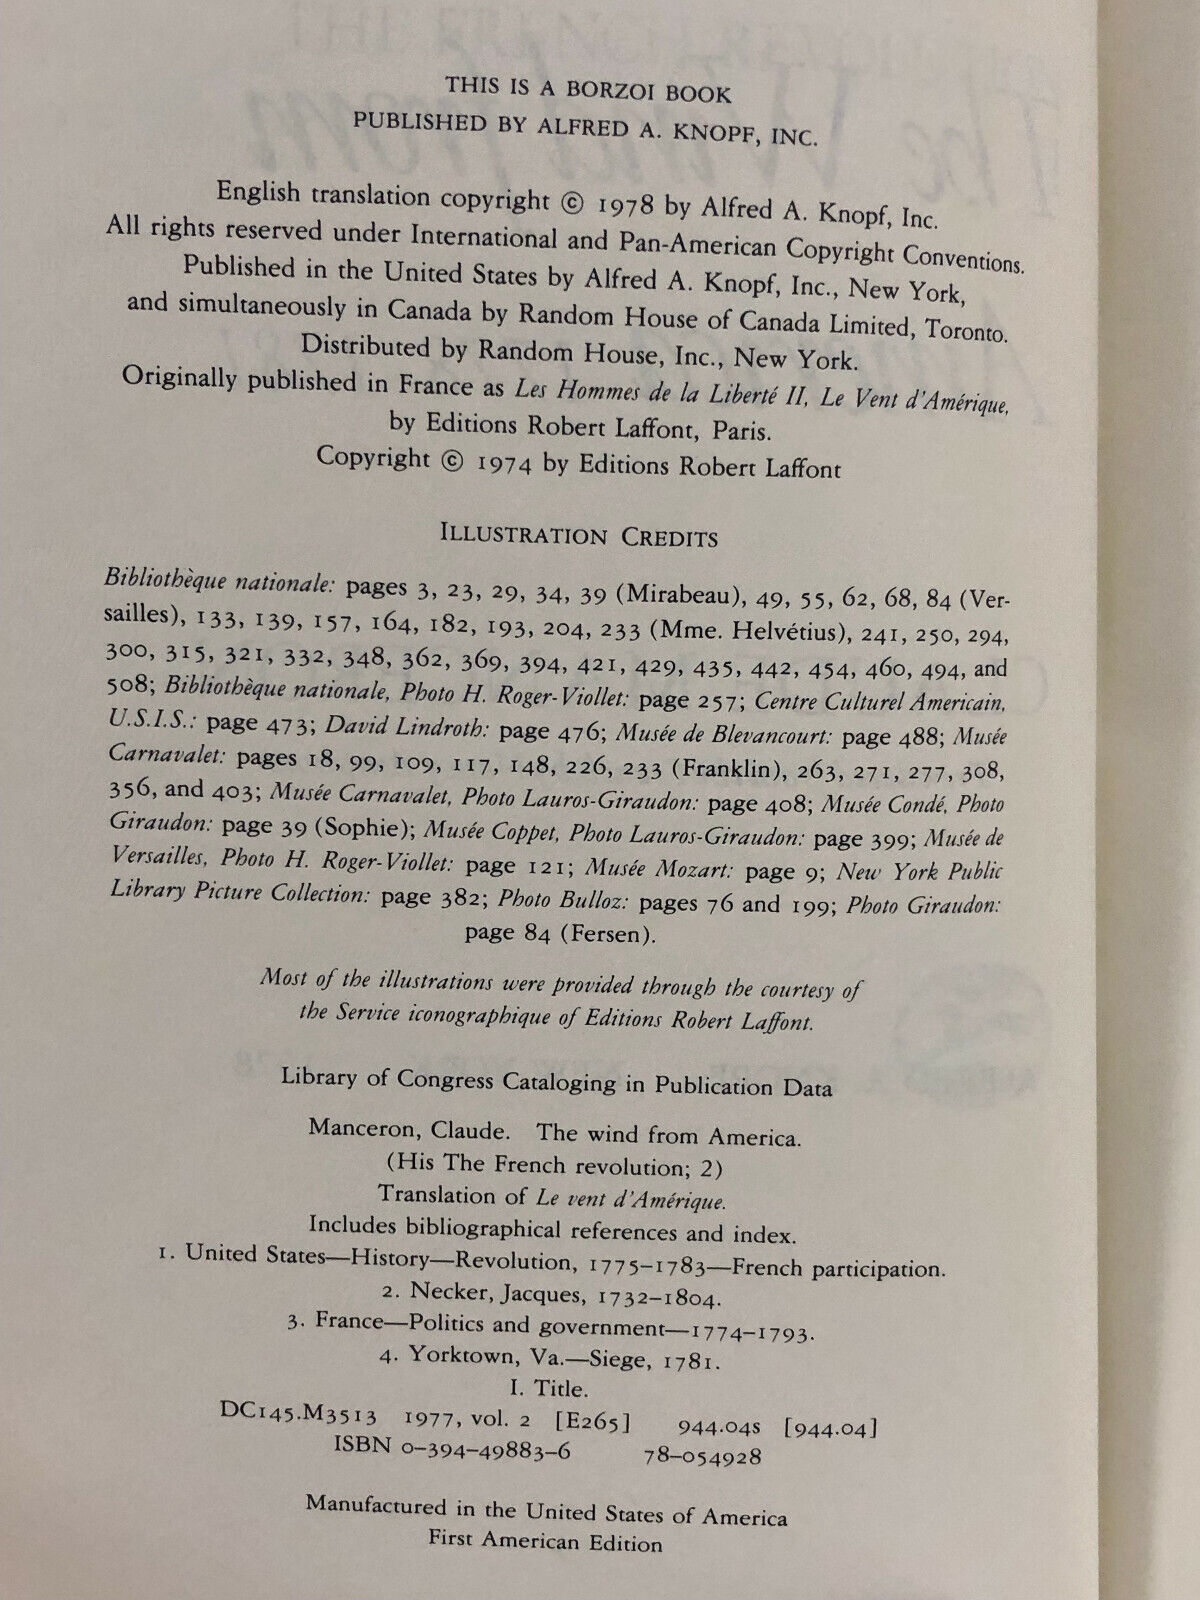 THIS IS A BORZOI BOOK
PUBLISHED BY ALFRED A. KNOPF, INC.
English translation copyright © 1978 by Alfred A. Knopf, Inc.
All rights reserved under International and Pan-American Copyright Conventions.
Published in the United States by Alfred A. Knopf, Inc., New York,
and simultaneously in Canada by Random House of Canada Limited, Toronto.
Distributed by Random House, Inc., New York.
Originally published in France as Les Hommes de la Liberté II, Le Vent d'Amérique,
by Editions Robert Laffont, Paris.
Copyright © 1974 by Editions Robert Laffont
ILLUSTRATION CREDITS
Bibliothèque nationale: pages 3, 23, 29, 34, 39 (Mirabeau), 49, 55, 62, 68, 84 (Ver-
sailles), 133, 139, 157, 164, 182, 193, 204, 233 (Mme. Helvétius), 241, 250, 294,
300, 315, 321, 332, 348, 362, 369, 394, 421, 429, 435, 442, 454, 460, 494, and
508; Bibliothèque nationale, Photo H. Roger-Viollet: page 257; Centre Culturel Americain,
U.S.I.S.: page 473; David Lindroth: page 476; Musée de Blevancourt: page 488; Musée
Carnavalet: pages 18, 99, 109, 117, 148, 226, 233 (Franklin), 263, 271, 277, 308,
356, and 403; Musée Carnavalet, Photo Lauros-Giraudon: page 408; Musée Condé, Photo
Giraudon: page 39 (Sophie); Musée Coppet, Photo Lauros-Giraudon: page 399; Musée de
Versailles, Photo H. Roger-Viollet: page 121; Musée Mozart: page 9; New York Public
Library Picture Collection: page 382; Photo Bulloz: pages 76 and 199; Photo Giraudon:
page 84 (Fersen).
Most of the illustrations were provided through the courtesy of
the Service iconographique of Editions Robert Laffont.
Library of Congress Cataloging in Publication Data
Manceron, Claude. The wind from America.
(His The French revolution; 2)
Translation of Le vent d'Amérique.
Includes bibliographical references and index.
1. United States—History—Revolution, 1775–1783—French participation.
2. Necker, Jacques, 1732–1804.
3. France—Politics and government—1774–1793.
4. Yorktown, Va.—Siege, 1781.
I. Title.
DC145.M3513 1977, vol. 2 [E265] 944.04s [944.04]
ISBN 0–394–49883–6 78–054928
Manufactured in the United States of America
First American Edition